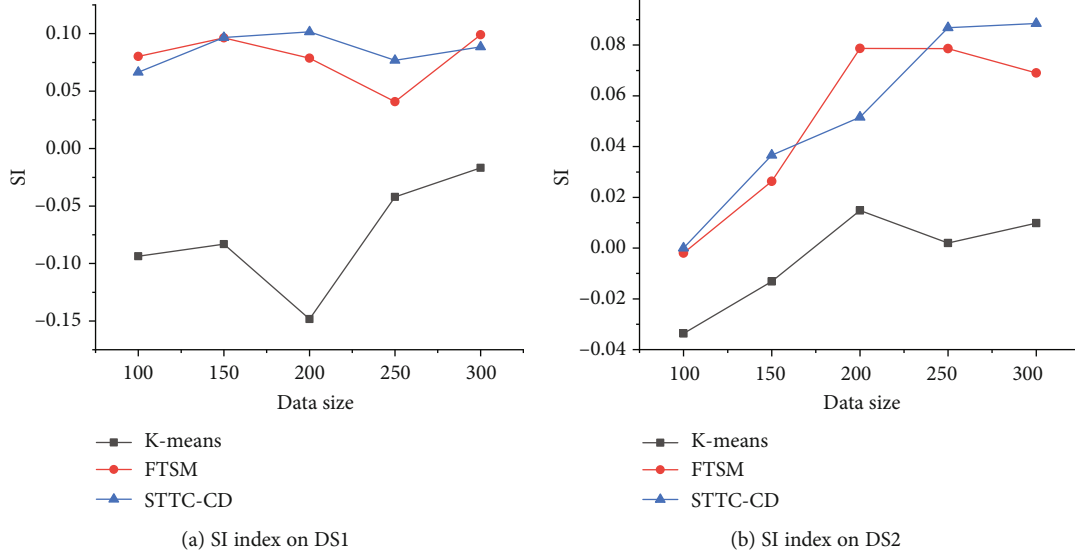 0.10
0.05
0.00
−0.05
−0.10
−0.15
SI
100 150 200 250 300
Data size
K-means
FTSM
STTC-CD
(a) SI index on DS1
0.08
0.06
0.04
0.02
0.00
−0.02
−0.04
SI
100 150 200 250 300
Data size
K-means
FTSM
STTC-CD
(b) SI index on DS2